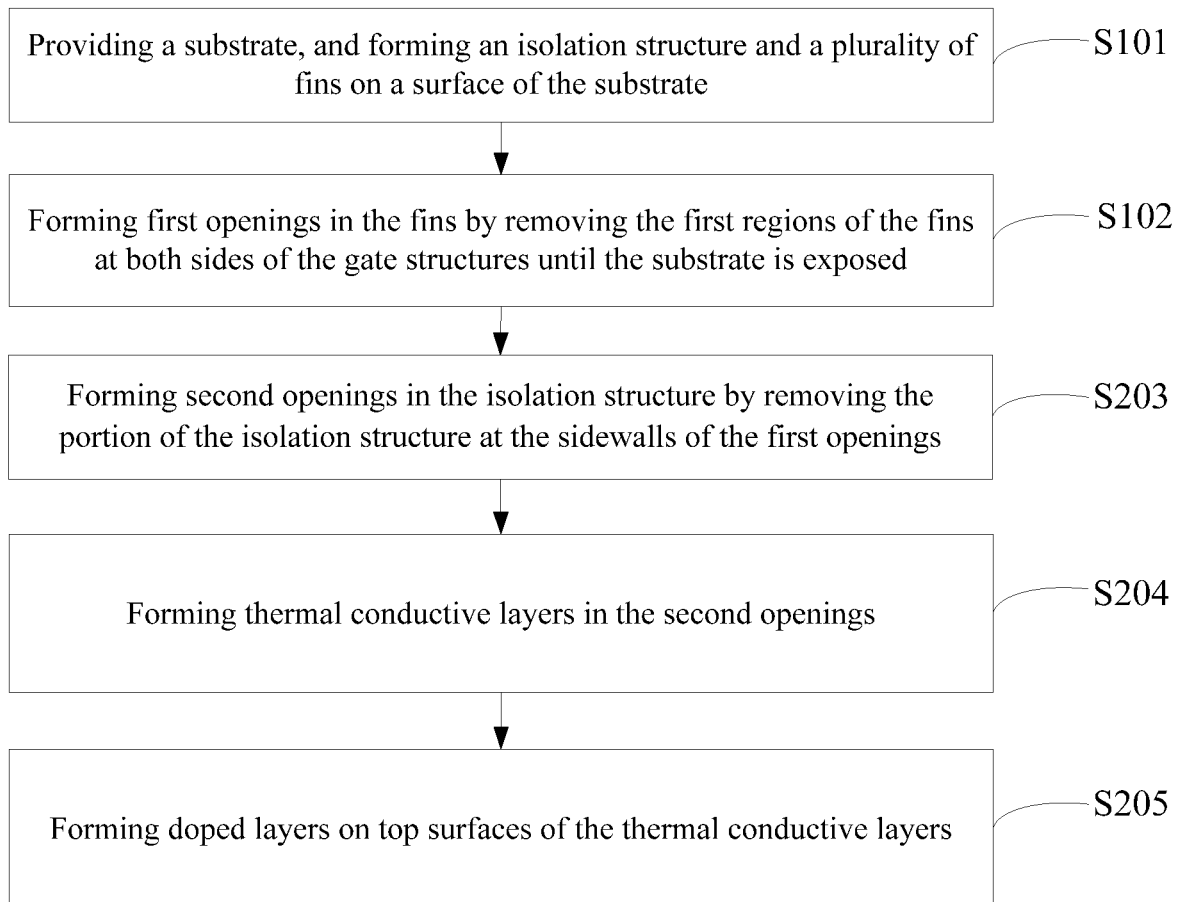 Providing a substrate, and forming an isolation structure and a plurality of
fins on a surface of the substrate
S101
Forming first openings in the fins by removing the first regions of the fins
at both sides of the gate structures until the substrate is exposed
S102
Forming second openings in the isolation structure by removing the
portion of the isolation structure at the sidewalls of the first openings
S203
Forming thermal conductive layers in the second openings
S204
Forming doped layers on top surfaces of the thermal conductive layers
S205